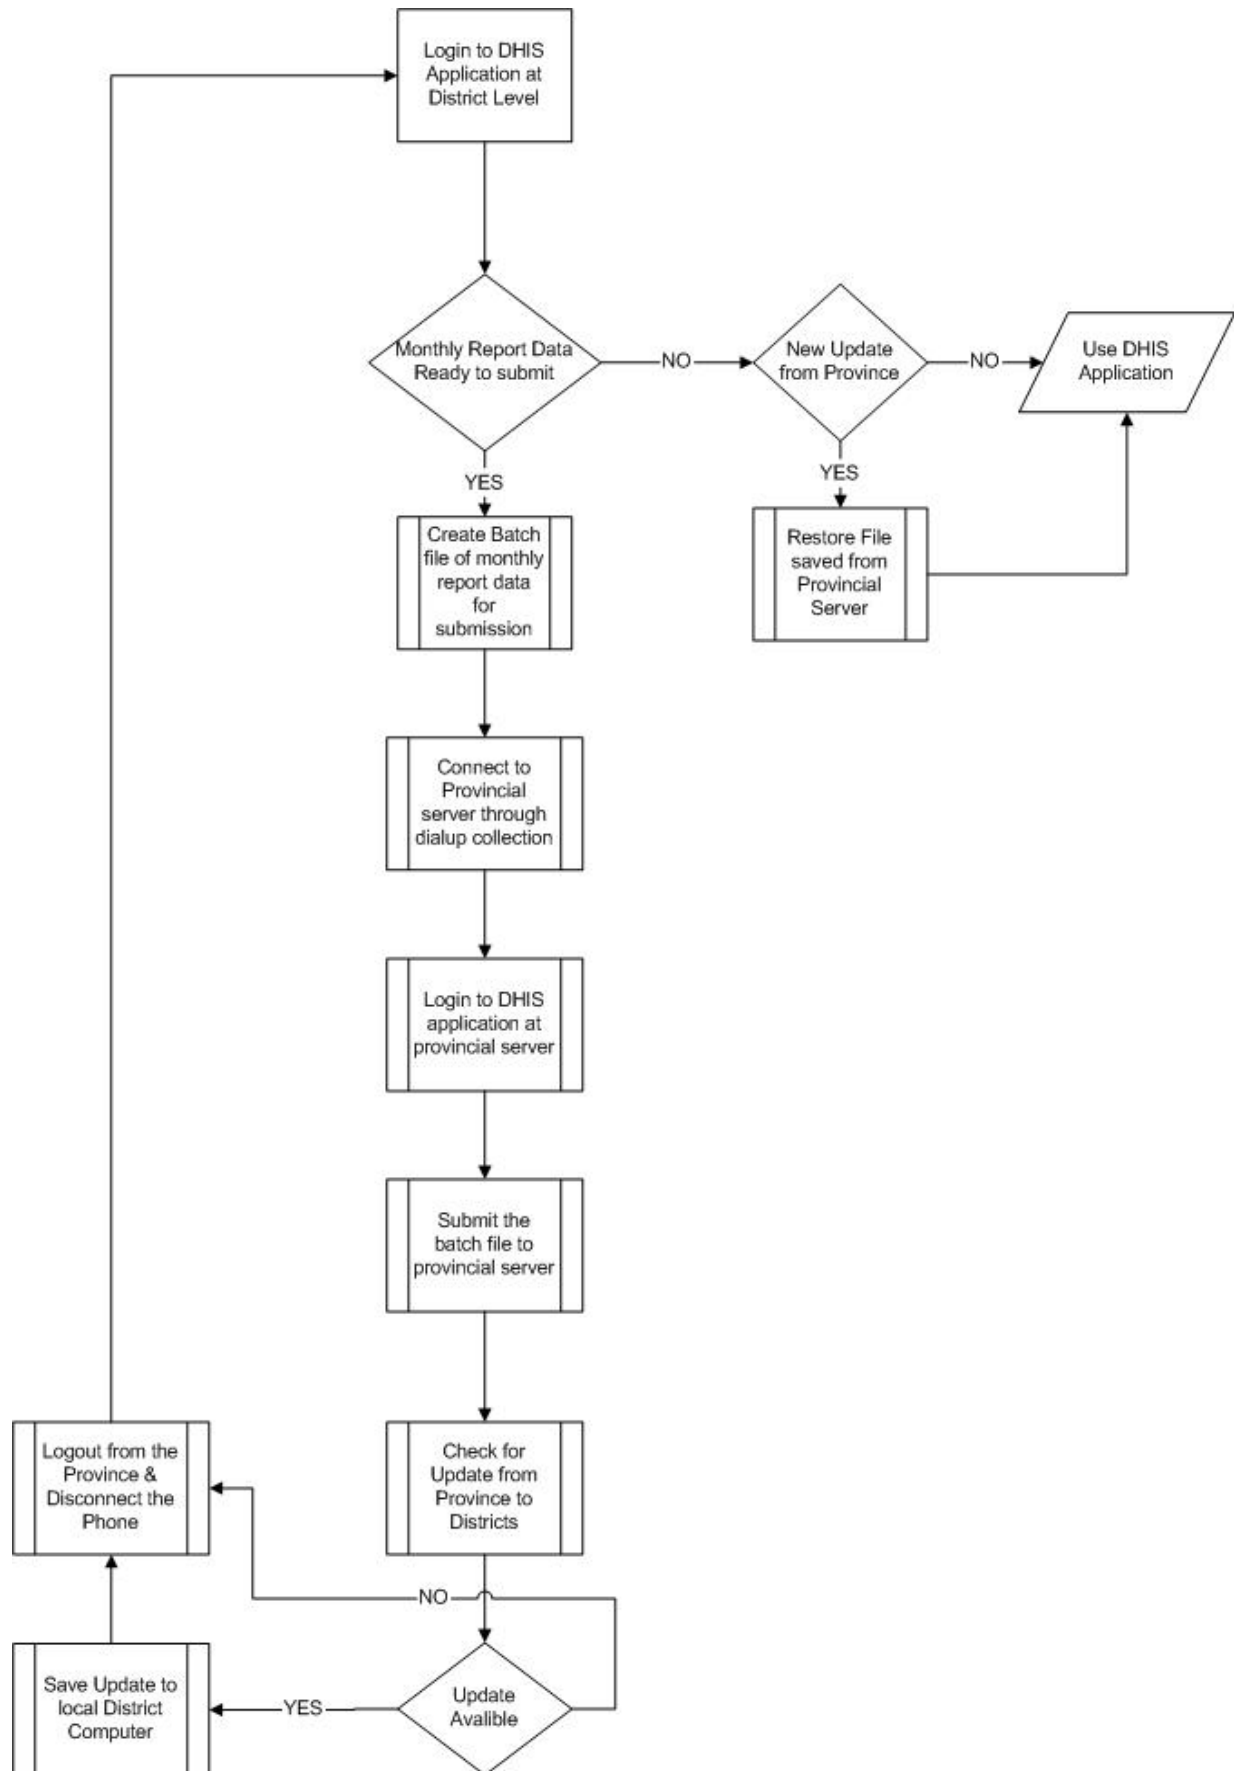 Login to DHIS
Application at
District Level
Monthly Report Data
Ready to submit
NO
New Update
from Province
NO
Use DHIS
Application
YES
YES
Create Batch
file of monthly
report data
for
submission
Restore File
saved from
Provincial
Server
Connect to
Provincial
server through
dialup collection
Login to DHIS
application at
provincial server
Submit the
batch file to
provincial server
Logout from the
Province &
Disconnect the
Phone
Check for
Update from
Province to
Districts
NO
Save Update to
local District
Computer
YES
Update
Avalible